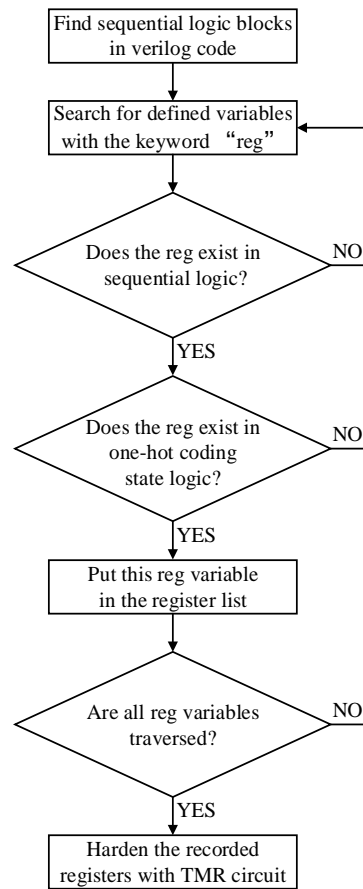 Find sequential logic blocks
in verilog code
Search for defined variables
with the keyword “reg”
Does the reg exist in
sequential logic?
NO
YES
Does the reg exist in
one-hot coding
state logic?
NO
YES
Put this reg variable
in the register list
Are all reg variables
traversed?
NO
YES
Harden the recorded
registers with TMR circuit